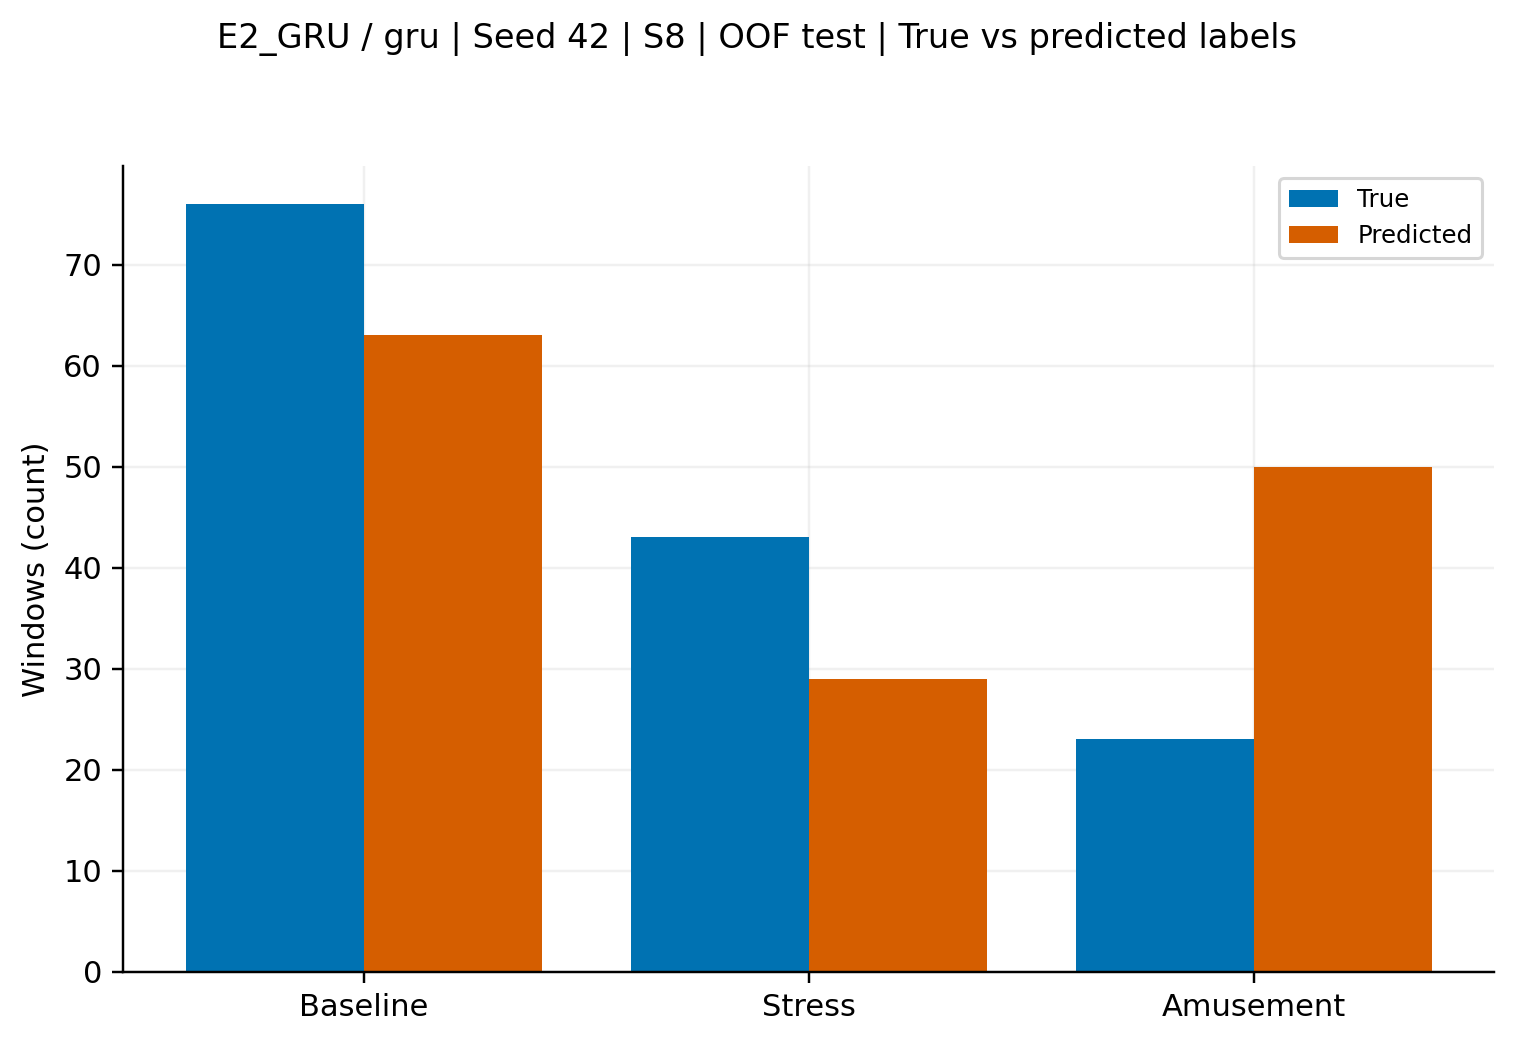 E2_GRU / gru | Seed 42 | S8 | OOF test | True vs predicted labels
True
Predicted
Windows (count)
70
60
50
40
30
20
10
0
Baseline
Stress
Amusement